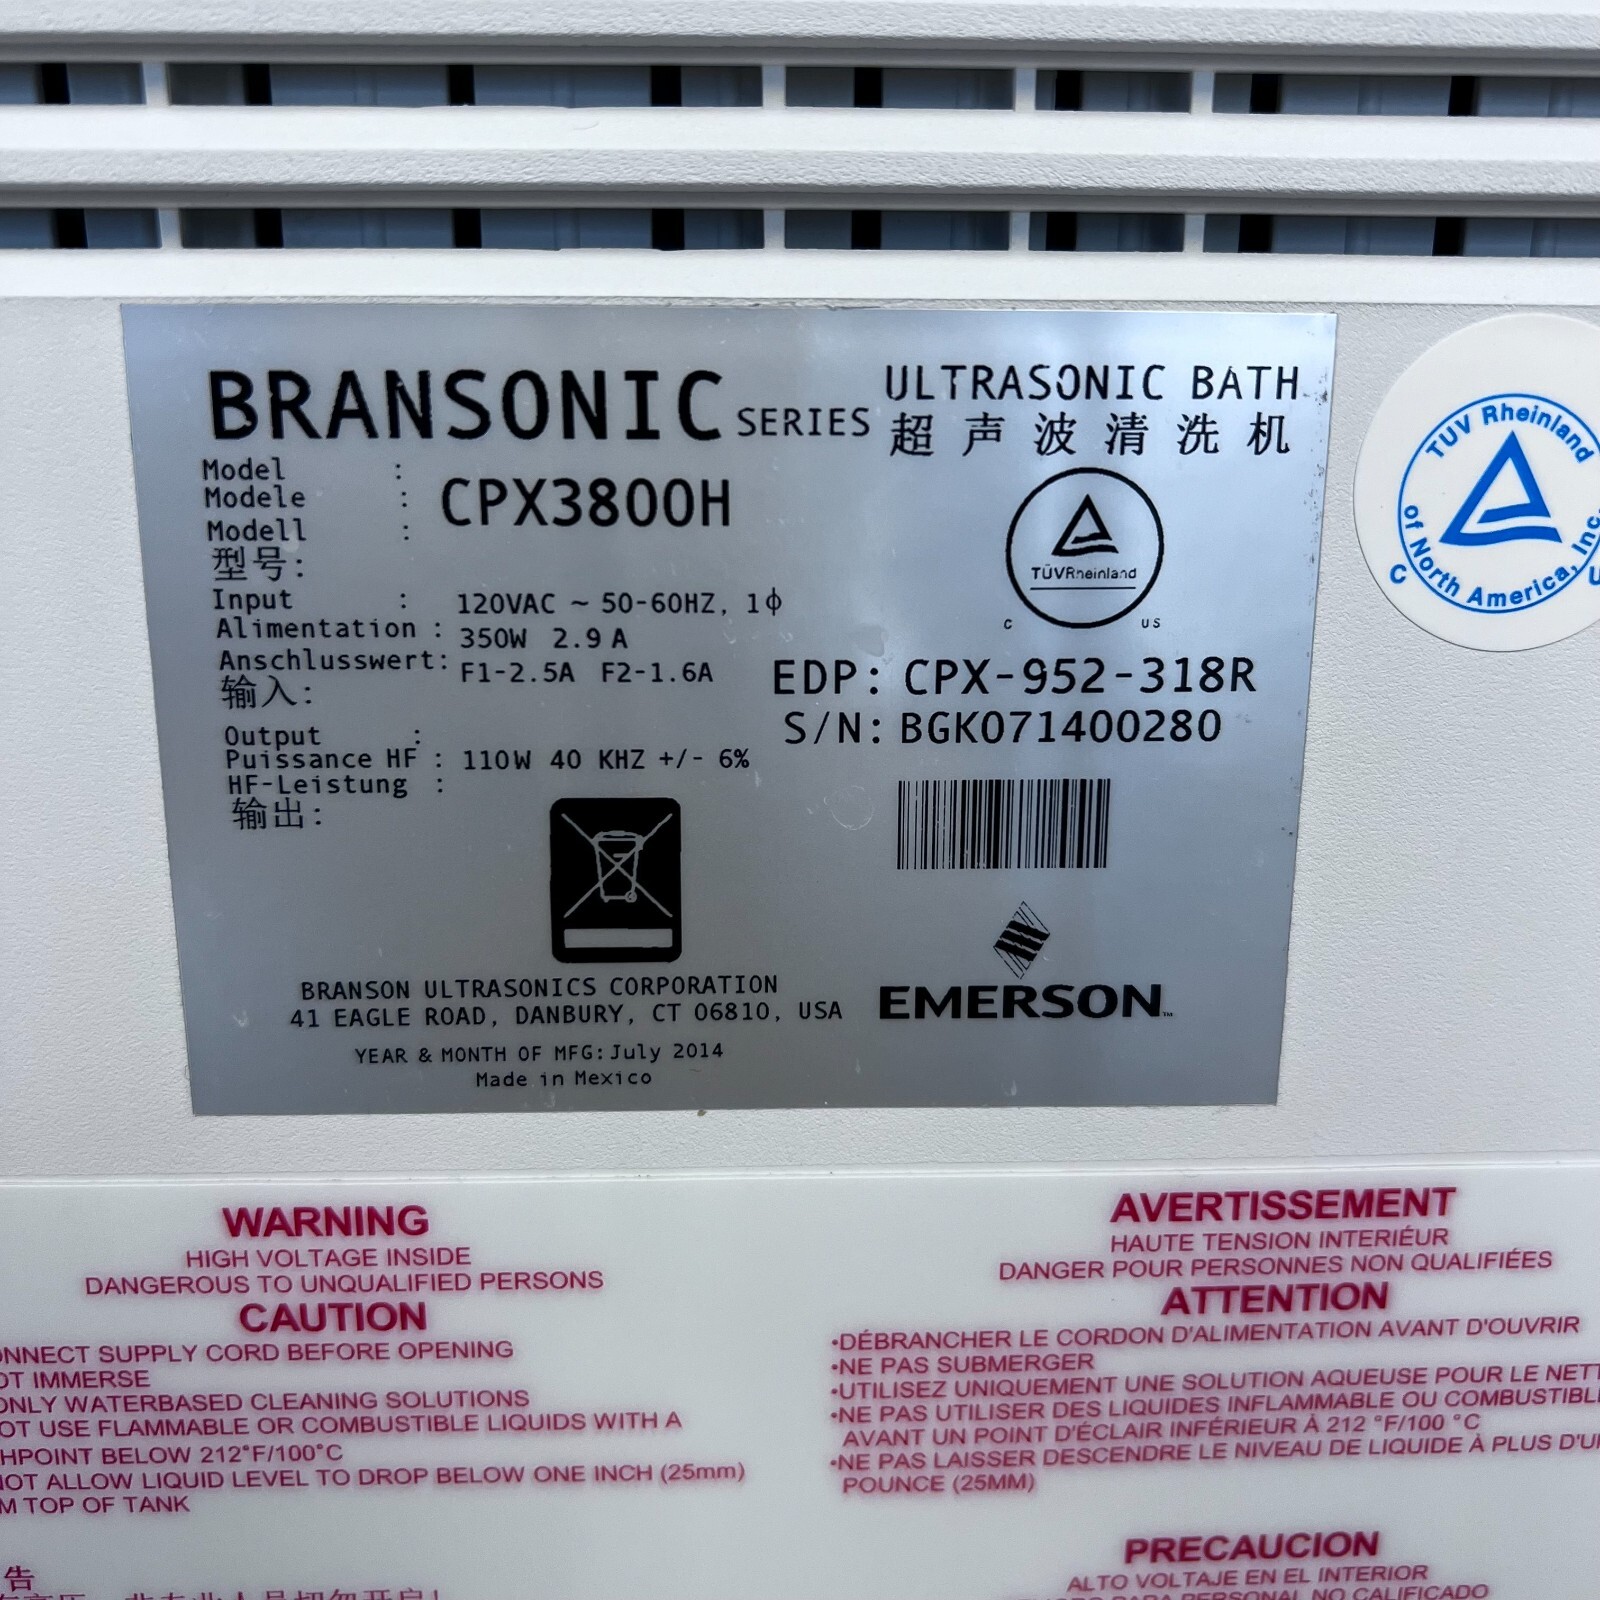 BRANSONIC SERIES
ULTRASONIC BATH
超声波清洗机
Model :
Modele :
Modell :
型号:
CPX3800H
TÜVRheinland
C US
Input :
Alimentation :
Anschlusswert:
输入:
120VAC ~ 50-60HZ, 1ϕ
350W 2.9 A
F1-2.5A F2-1.6A
EDP: CPX-952-318R
S/N: BGK071400280
Output :
Puissance HF :
HF-Leistung :
输出:
110W 40 KHZ +/- 6%
EMERSON™
BRANSON ULTRASONICS CORPORATION
41 EAGLE ROAD, DANBURY, CT 06810, USA
YEAR & MONTH OF MFG: July 2014
Made in Mexico
TUV Rheinland
of North America, Inc.
C
WARNING
HIGH VOLTAGE INSIDE
DANGEROUS TO UNQUALIFIED PERSONS
CAUTION
SUPPLY CORD BEFORE OPENING
IMMERSE
ONLY WATERBASED CLEANING SOLUTIONS
USE FLAMMABLE OR COMBUSTIBLE LIQUIDS WITH A
BELOW 212°F/100°C
NOT ALLOW LIQUID LEVEL TO DROP BELOW ONE INCH (25mm)
TOP OF TANK
AVERTISSEMENT
HAUTE TENSION INTERIÉUR
DANGER POUR PERSONNES NON QUALIFIÉES
ATTENTION
•DÉBRANCHER LE CORDON D'ALIMENTATION AVANT D'OUVRIR
•NE PAS SUBMERGER
•UTILISEZ UNIQUEMENT UNE SOLUTION AQUEUSE POUR LE
•NE PAS UTILISER DES LIQUIDES INFLAMMABLE OU
AVANT UN POINT D'ÉCLAIR INFÉRIEUR À 212 °F/100 °C
•NE PAS LAISSER DESCENDRE LE NIVEAU DE LIQUIDE À PLUS
POUNCE (25MM)
PRECAUCION
ALTO VOLTAJE EN EL INTERIOR
PERSONAL NO CALIFICADO
告